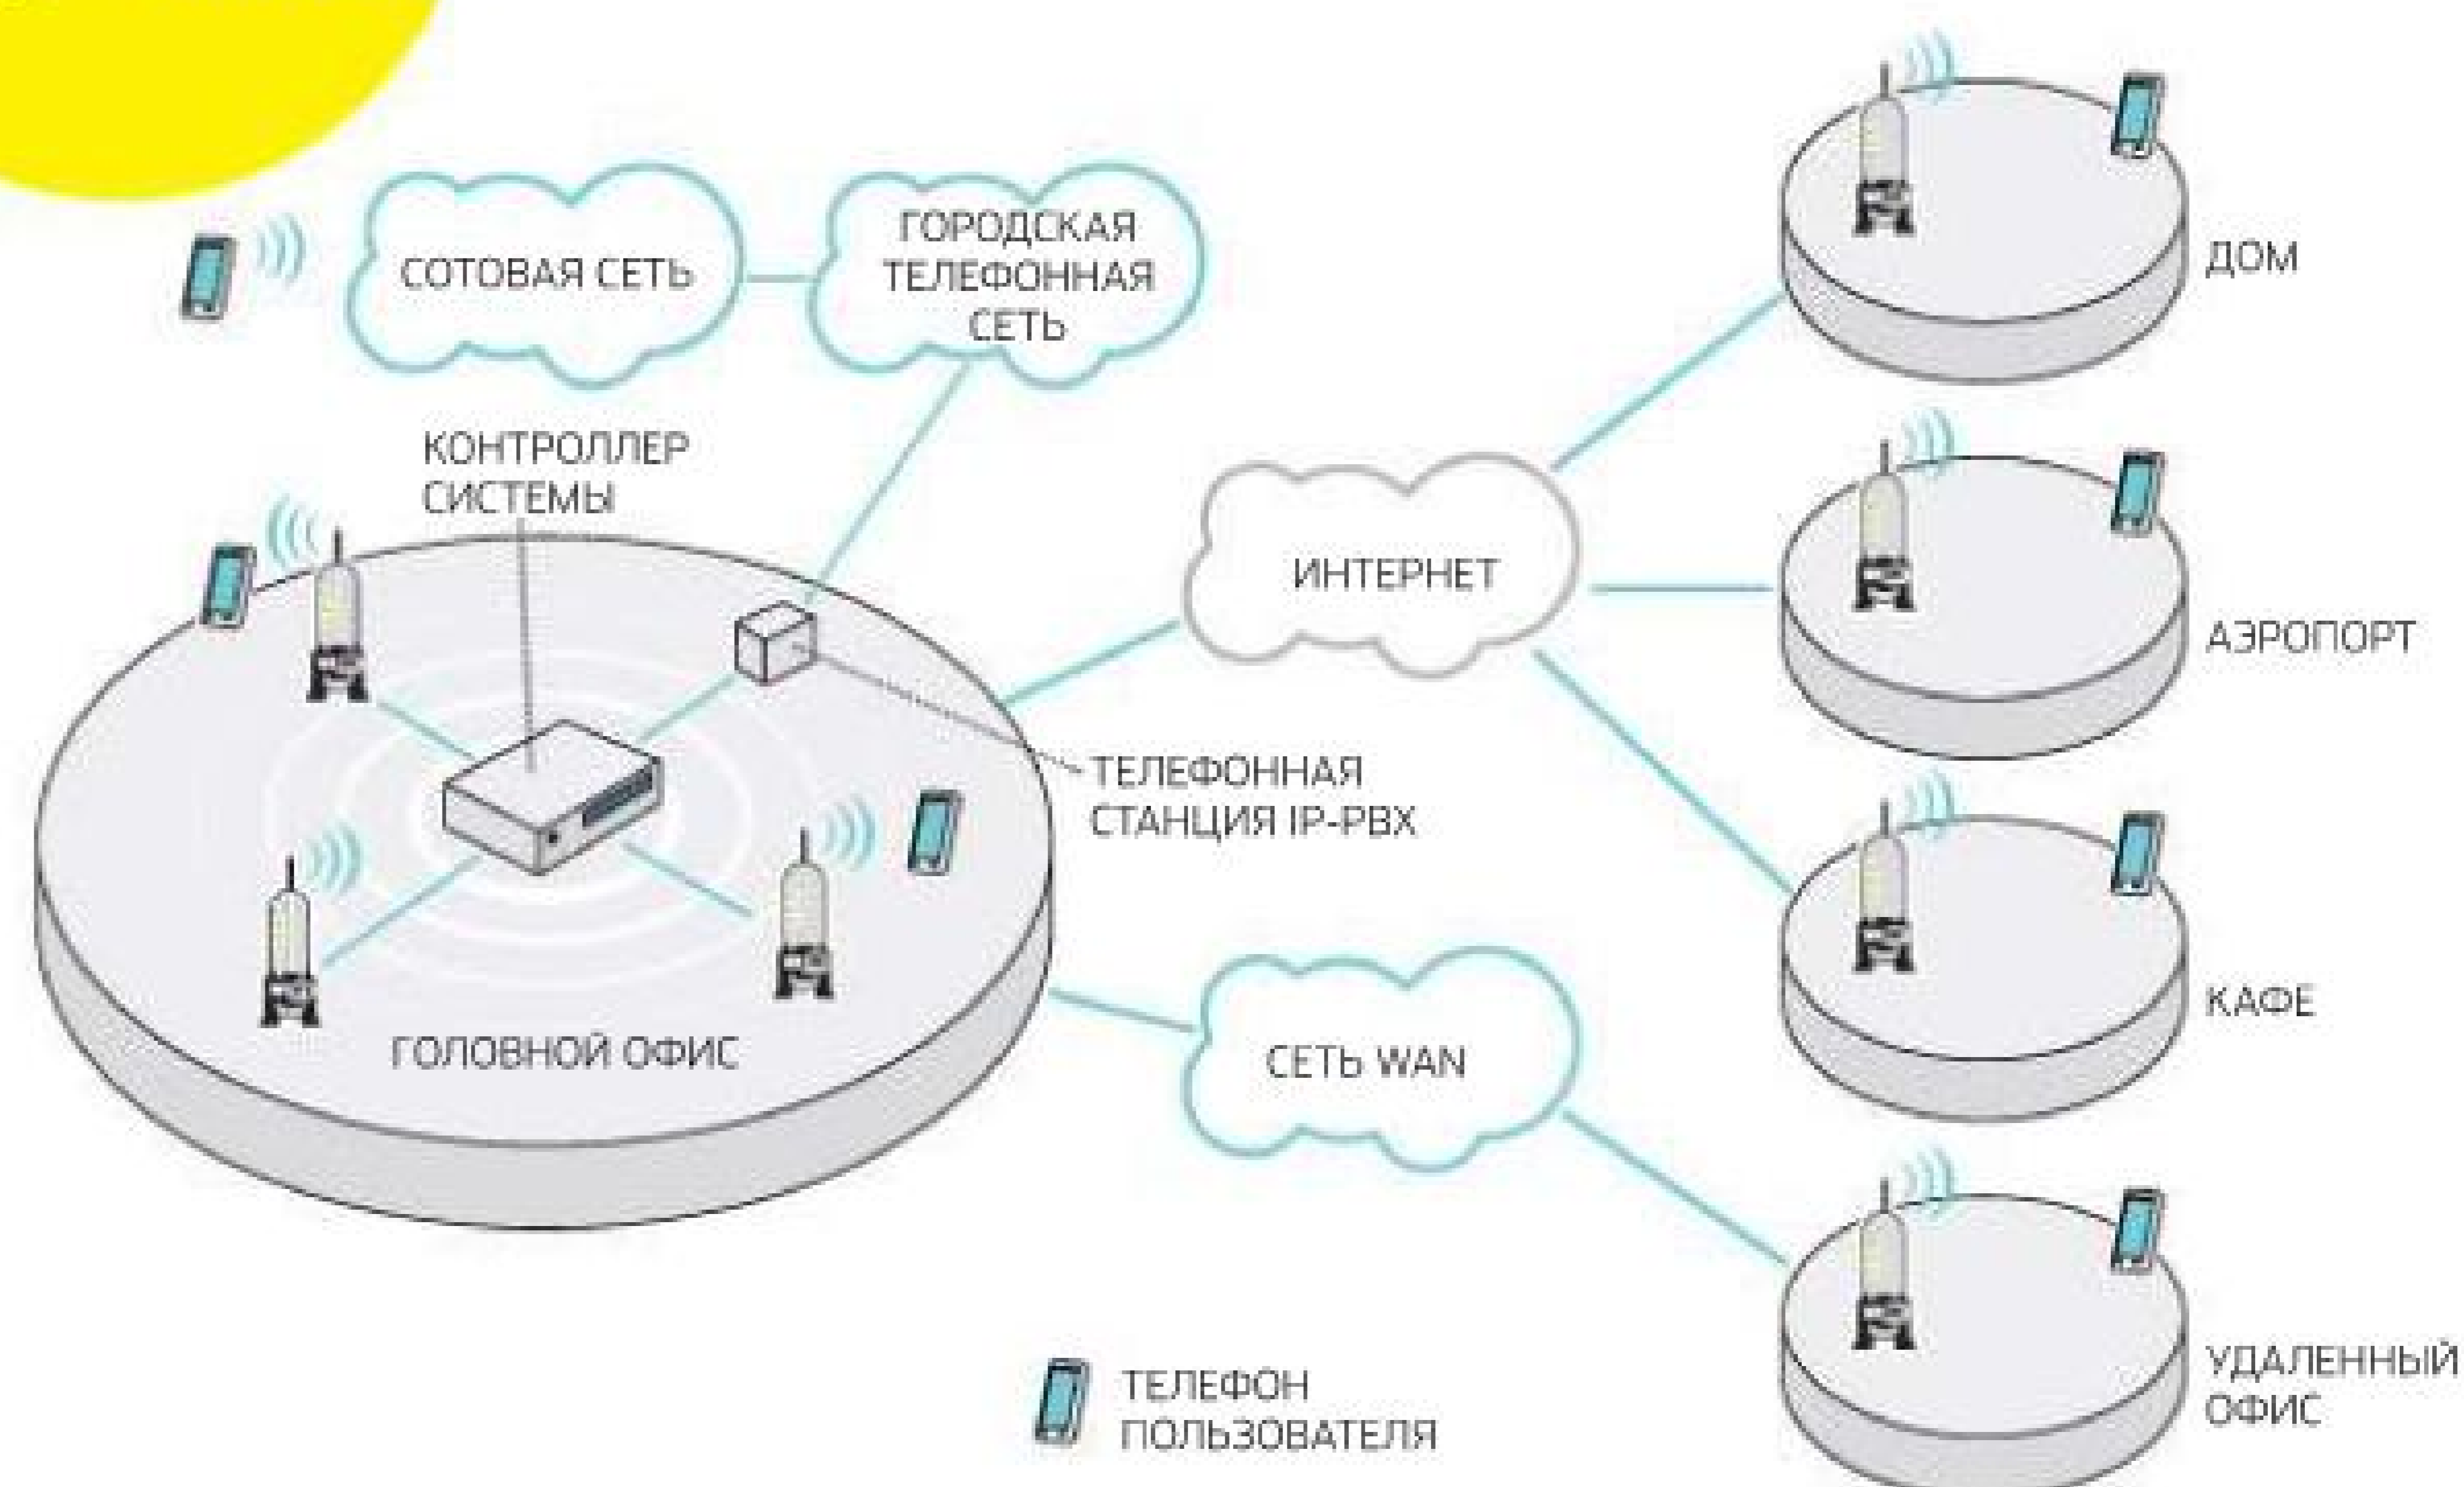 СОТОВАЯ СЕТЬ
ГОРОДСКАЯ
ТЕЛЕФОННАЯ
СЕТЬ
ДОМ
КОНТРОЛЛЕР
СИСТЕМЫ
ИНТЕРНЕТ
АЭРОПОРТ
ТЕЛЕФОННАЯ
СТАНЦИЯ IP-PBX
КАФЕ
ГОЛОВНОЙ ОФИС
СЕТЬ WAN
УДАЛЕННЫЙ
ОФИС
ТЕЛЕФОН
ПОЛЬЗОВАТЕЛЯ